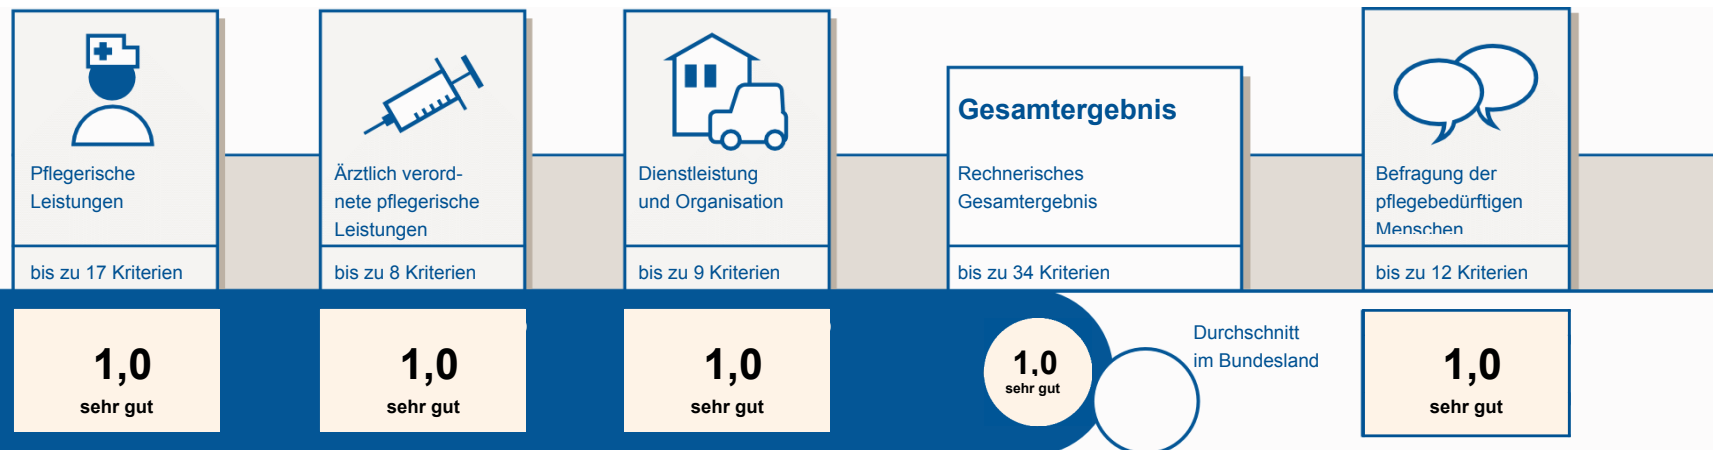 Pflegerische
Leistungen
bis zu 17 Kriterien
1,0
sehr gut
Ärztlich verord-
nete pflegerische
Leistungen
bis zu 8 Kriterien
1,0
sehr gut
Dienstleistung
und Organisation
bis zu 9 Kriterien
1,0
sehr gut
Gesamtergebnis
Rechnerisches
Gesamtergebnis
bis zu 34 Kriterien
1,0
sehr gut
Durchschnitt
im Bundesland
Befragung der
pflegebedürftigen
Menschen
bis zu 12 Kriterien
1,0
sehr gut